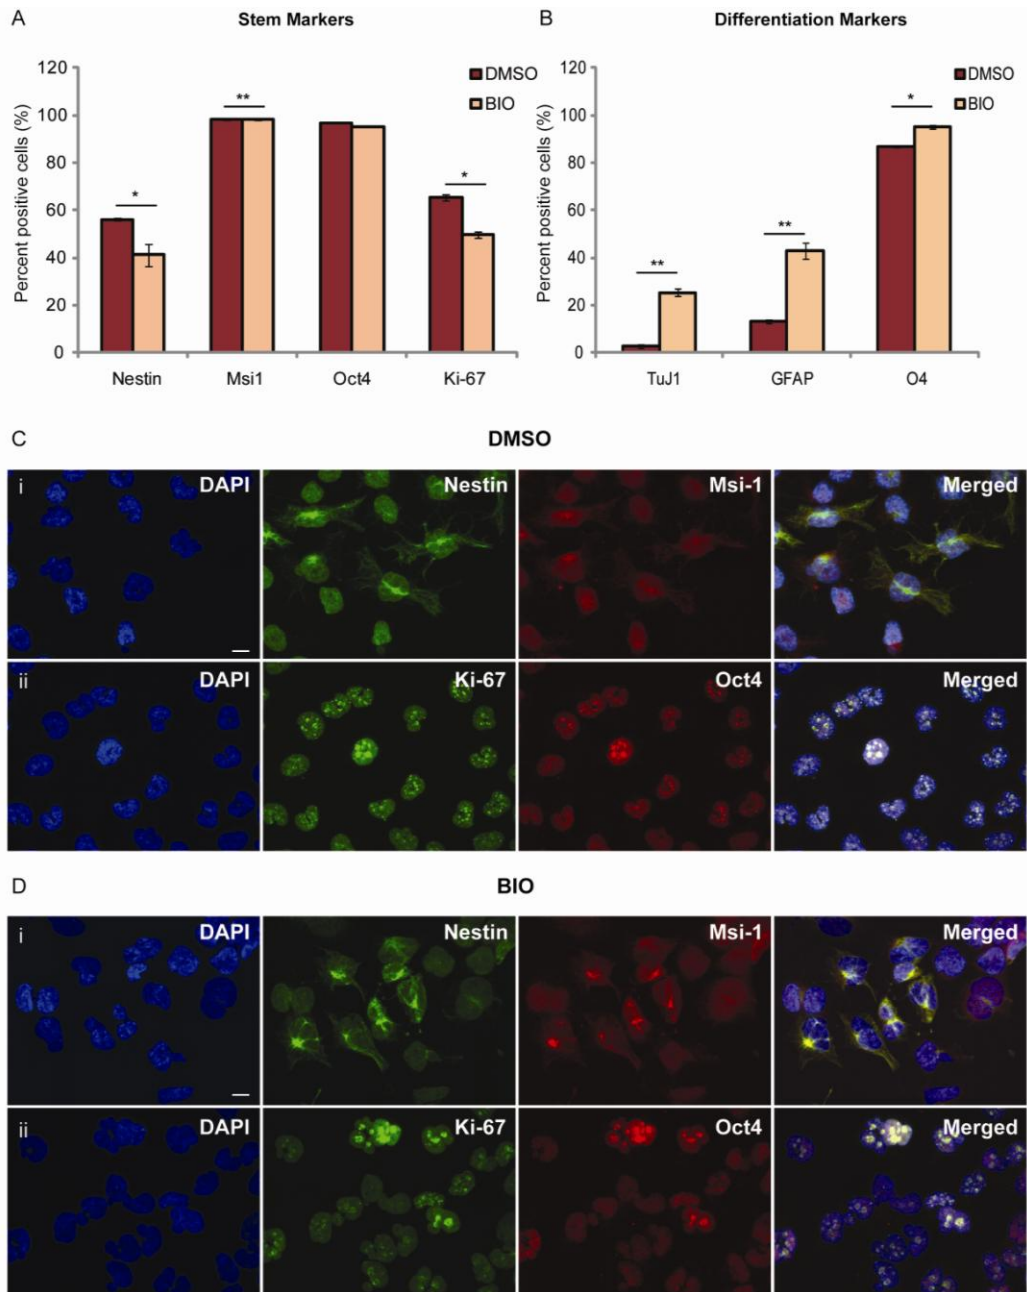 A Stem Markers
Percent positive cells (%)
120
100
80
60
40
20
0
DMSO
BIO
*
**
*
Nestin Msi1 Oct4 Ki-67
B Differentiation Markers
Percent positive cells (%)
120
100
80
60
40
20
0
DMSO
BIO
**
**
*
TuJ1 GFAP O4
C DMSO
i DAPI Nestin Msi-1 Merged
ii DAPI Ki-67 Oct4 Merged
D BIO
i DAPI Nestin Msi-1 Merged
ii DAPI Ki-67 Oct4 Merged